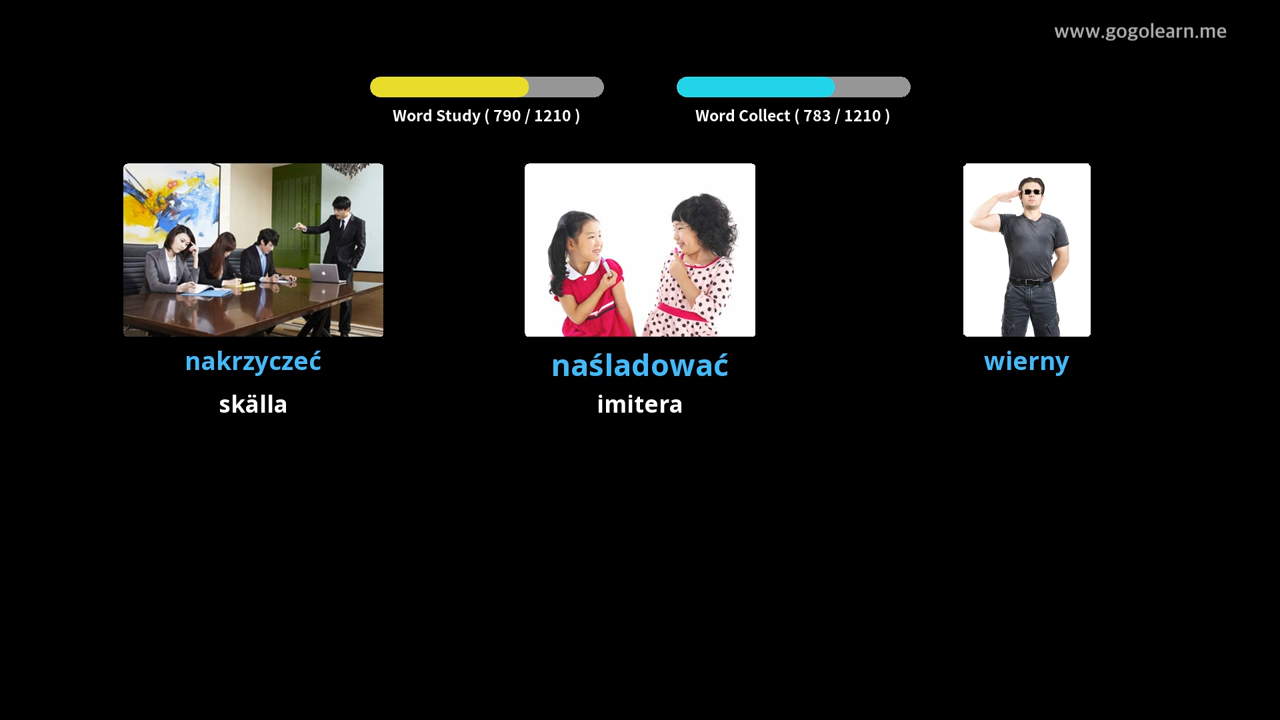 www.gogolearn.me
Word Study ( 790 / 1210 )
Word Collect ( 783 / 1210 )
nakrzyczeć
naśladować
wierny
skälla
imitera